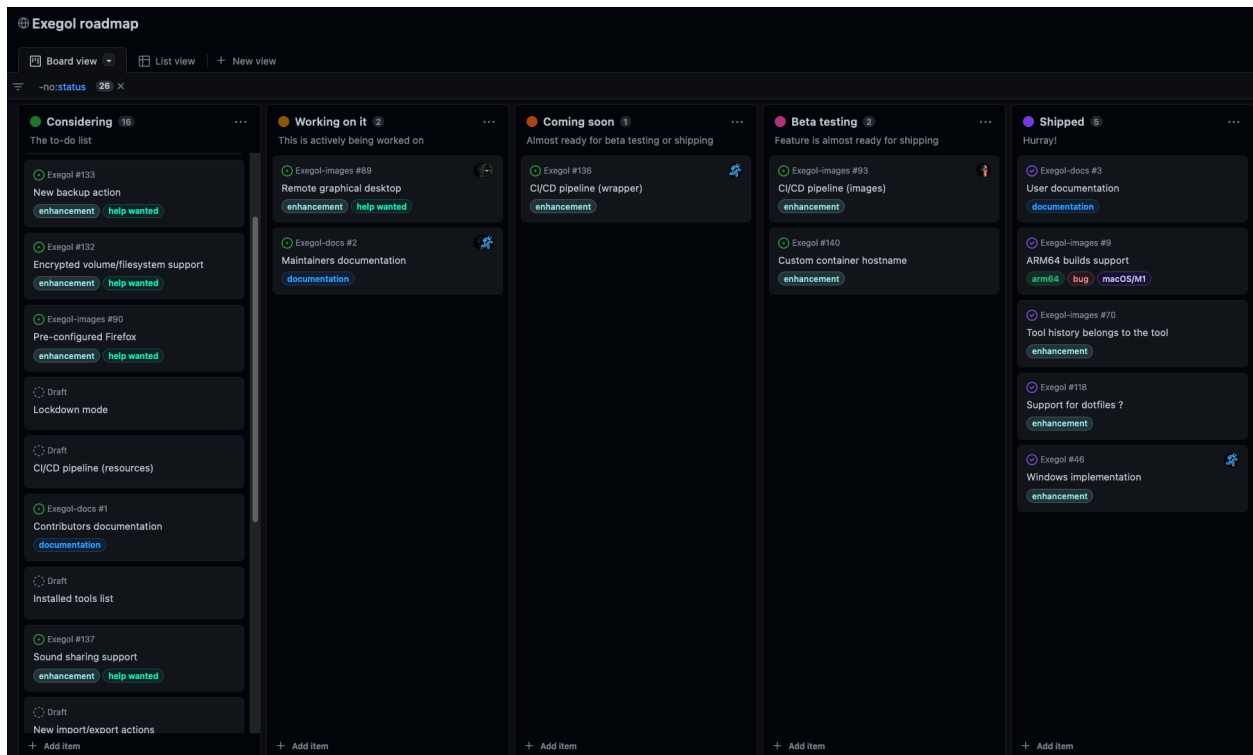 Exegol roadmap
Board view
List view
New view
-no:status 26
Considering 16
The to-do list
Exegol #133
New backup action
enhancement help wanted
Exegol #132
Encrypted volume/filesystem support
enhancement help wanted
Exegol-images #90
Pre-configured Firefox
enhancement help wanted
Draft
Lockdown mode
Draft
CI/CD pipeline (resources)
Exegol-docs #1
Contributors documentation
documentation
Draft
Installed tools list
Exegol #137
Sound sharing support
enhancement help wanted
Draft
New import/export actions
+ Add item
Working on it 2
This is actively being worked on
Exegol-images #89
Remote graphical desktop
enhancement help wanted
Exegol-docs #2
Maintainers documentation
documentation
+ Add item
Coming soon 1
Almost ready for beta testing or shipping
Exegol #136
CI/CD pipeline (wrapper)
enhancement
+ Add item
Beta testing 2
Feature is almost ready for shipping
Exegol-images #93
CI/CD pipeline (images)
enhancement
Exegol #140
Custom container hostname
enhancement
+ Add item
Shipped 5
Hurray!
Exegol-docs #3
User documentation
documentation
Exegol-images #9
ARM64 builds support
arm64 bug macOS/M1
Exegol-images #70
Tool history belongs to the tool
enhancement
Exegol #118
Support for dotfiles ?
enhancement
Exegol #46
Windows implementation
enhancement
+ Add item